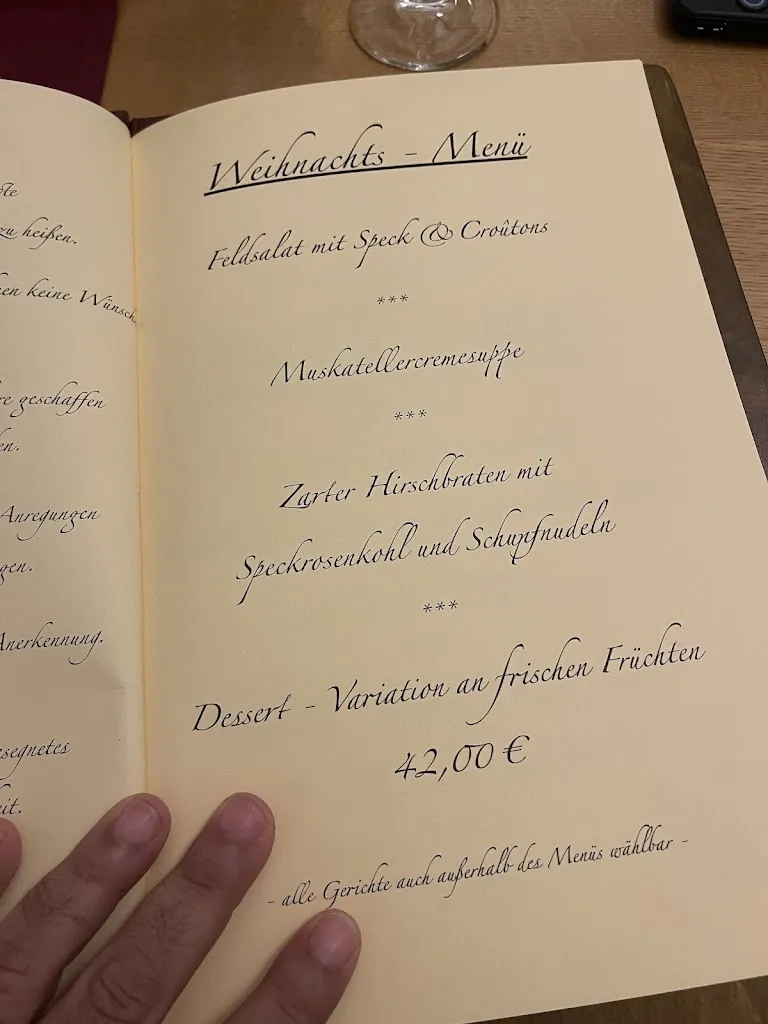 zu heißen.
keine Wünsch
geschaffen
Anregungen
Anerkennung.
Weihnachts - Menü
Feldsalat mit Speck & Croûtons
***
Muskatellercremesuppe
***
Zarter Hirschbraten mit
Speckrosenkohl und Schupfnudeln
***
Dessert - Variation an frischen Früchten
42,00 €
- alle Gerichte auch außerhalb des Menüs wählbar -